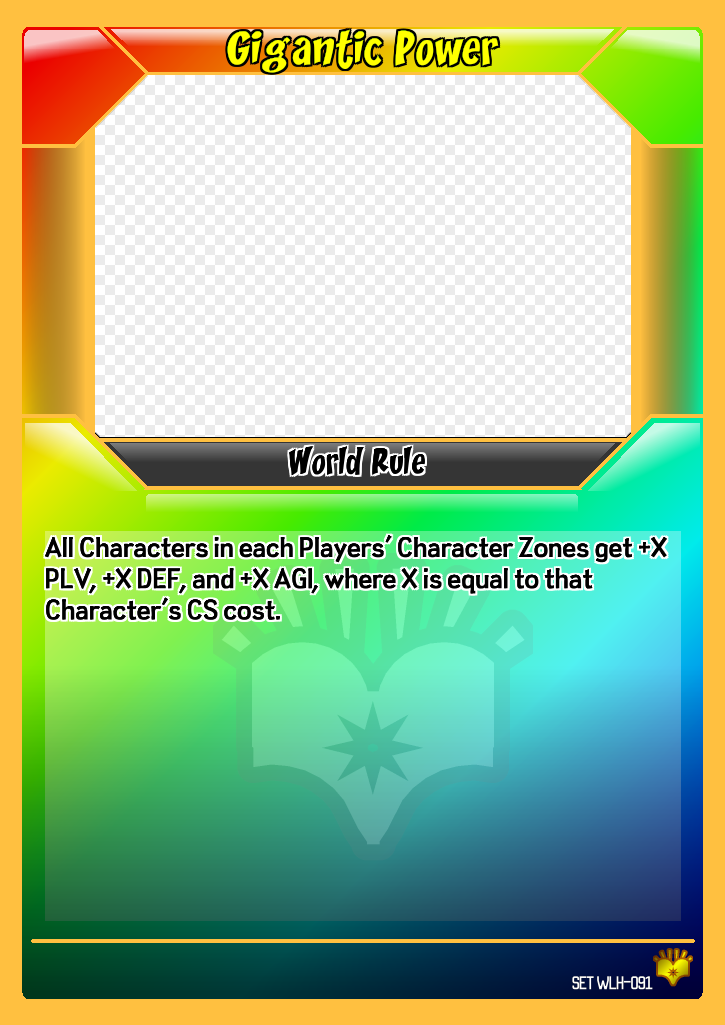 Gigantic Power
World Rule
All Characters in each Players' Character Zones get +X
PLV, +X DEF, and +X AGI, where X is equal to that
Character's CS cost.
SET WLH-091